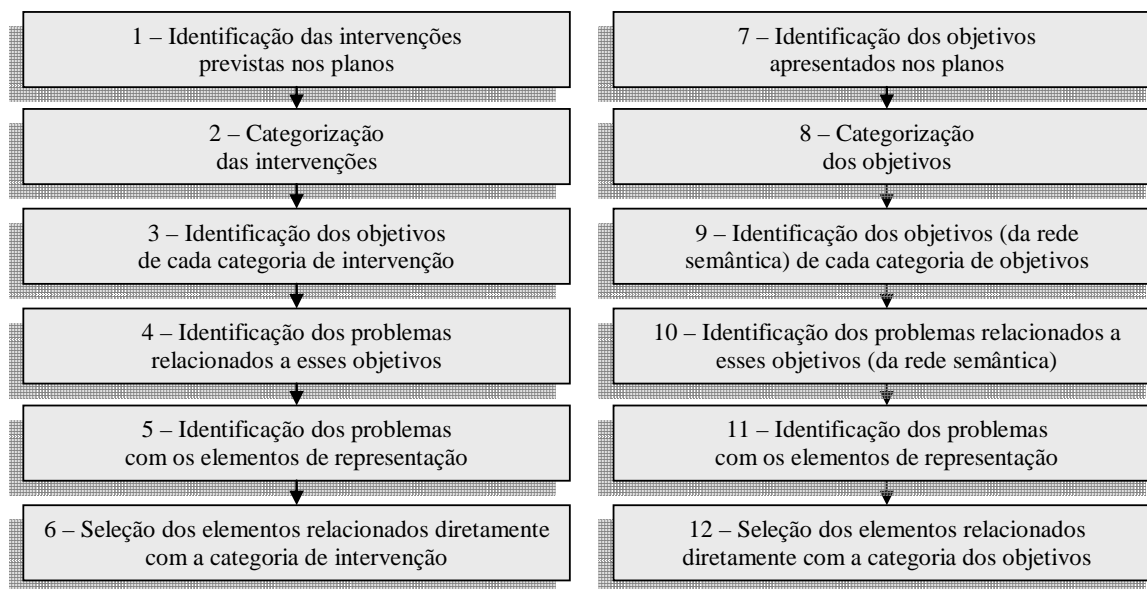 1 – Identificação das intervenções
previstas nos planos
2 – Categorização
das intervenções
3 – Identificação dos objetivos
de cada categoria de intervenção
4 – Identificação dos problemas
relacionados a esses objetivos
5 – Identificação dos problemas
com os elementos de representação
6 – Seleção dos elementos relacionados diretamente
com a categoria de intervenção
7 – Identificação dos objetivos
apresentados nos planos
8 – Categorização
dos objetivos
9 – Identificação dos objetivos (da rede
semântica) de cada categoria de objetivos
10 – Identificação dos problemas relacionados a
esses objetivos (da rede semântica)
11 – Identificação dos problemas
com os elementos de representação
12 – Seleção dos elementos relacionados
diretamente com a categoria dos objetivos